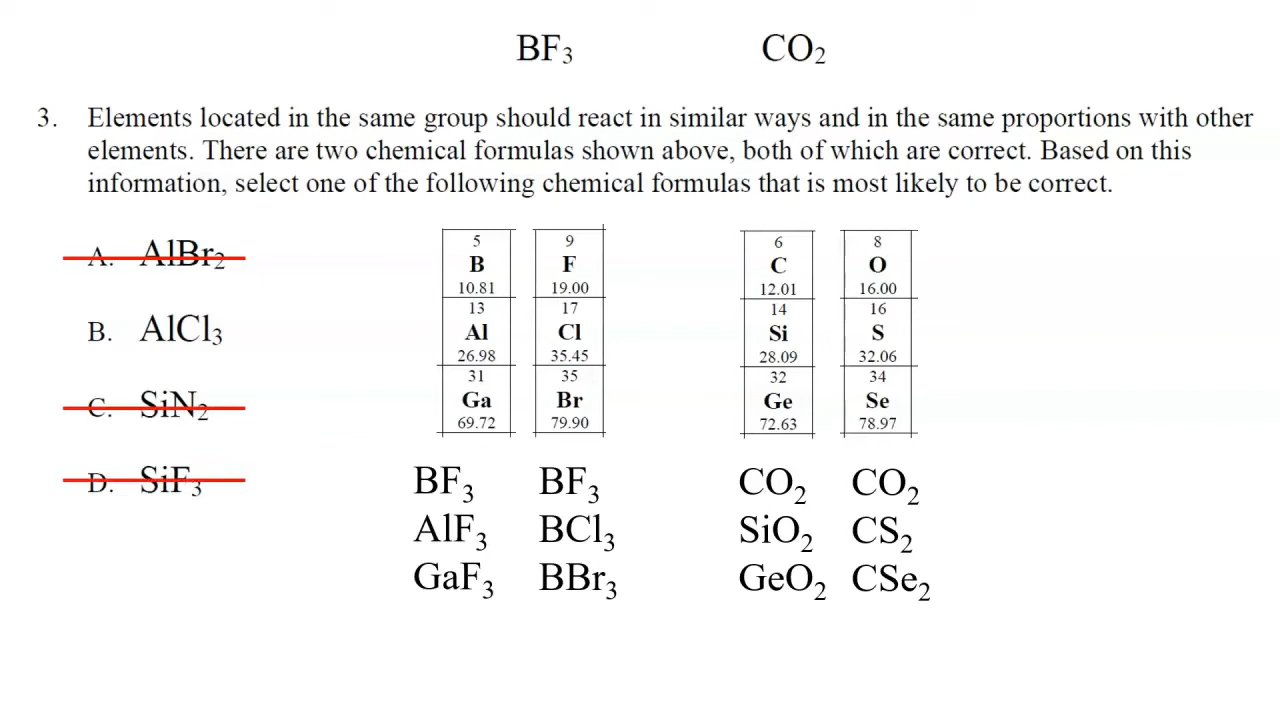 BF3 CO2
3. Elements located in the same group should react in similar ways and in the same proportions with other
elements. There are two chemical formulas shown above, both of which are correct. Based on this
information, select one of the following chemical formulas that is most likely to be correct.
A. AlBr2
B. AlCl3
C. SiN2
D. SiF3
5 9 6 8
B F C O
10.81 19.00 12.01 16.00
13 17 14 16
Al Cl Si S
26.98 35.45 28.09 32.06
31 35 32 34
Ga Br Ge Se
69.72 79.90 72.63 78.97
BF3 BF3 CO2 CO2
AlF3 BCl3 SiO2 CS2
GaF3 BBr3 GeO2 CSe2